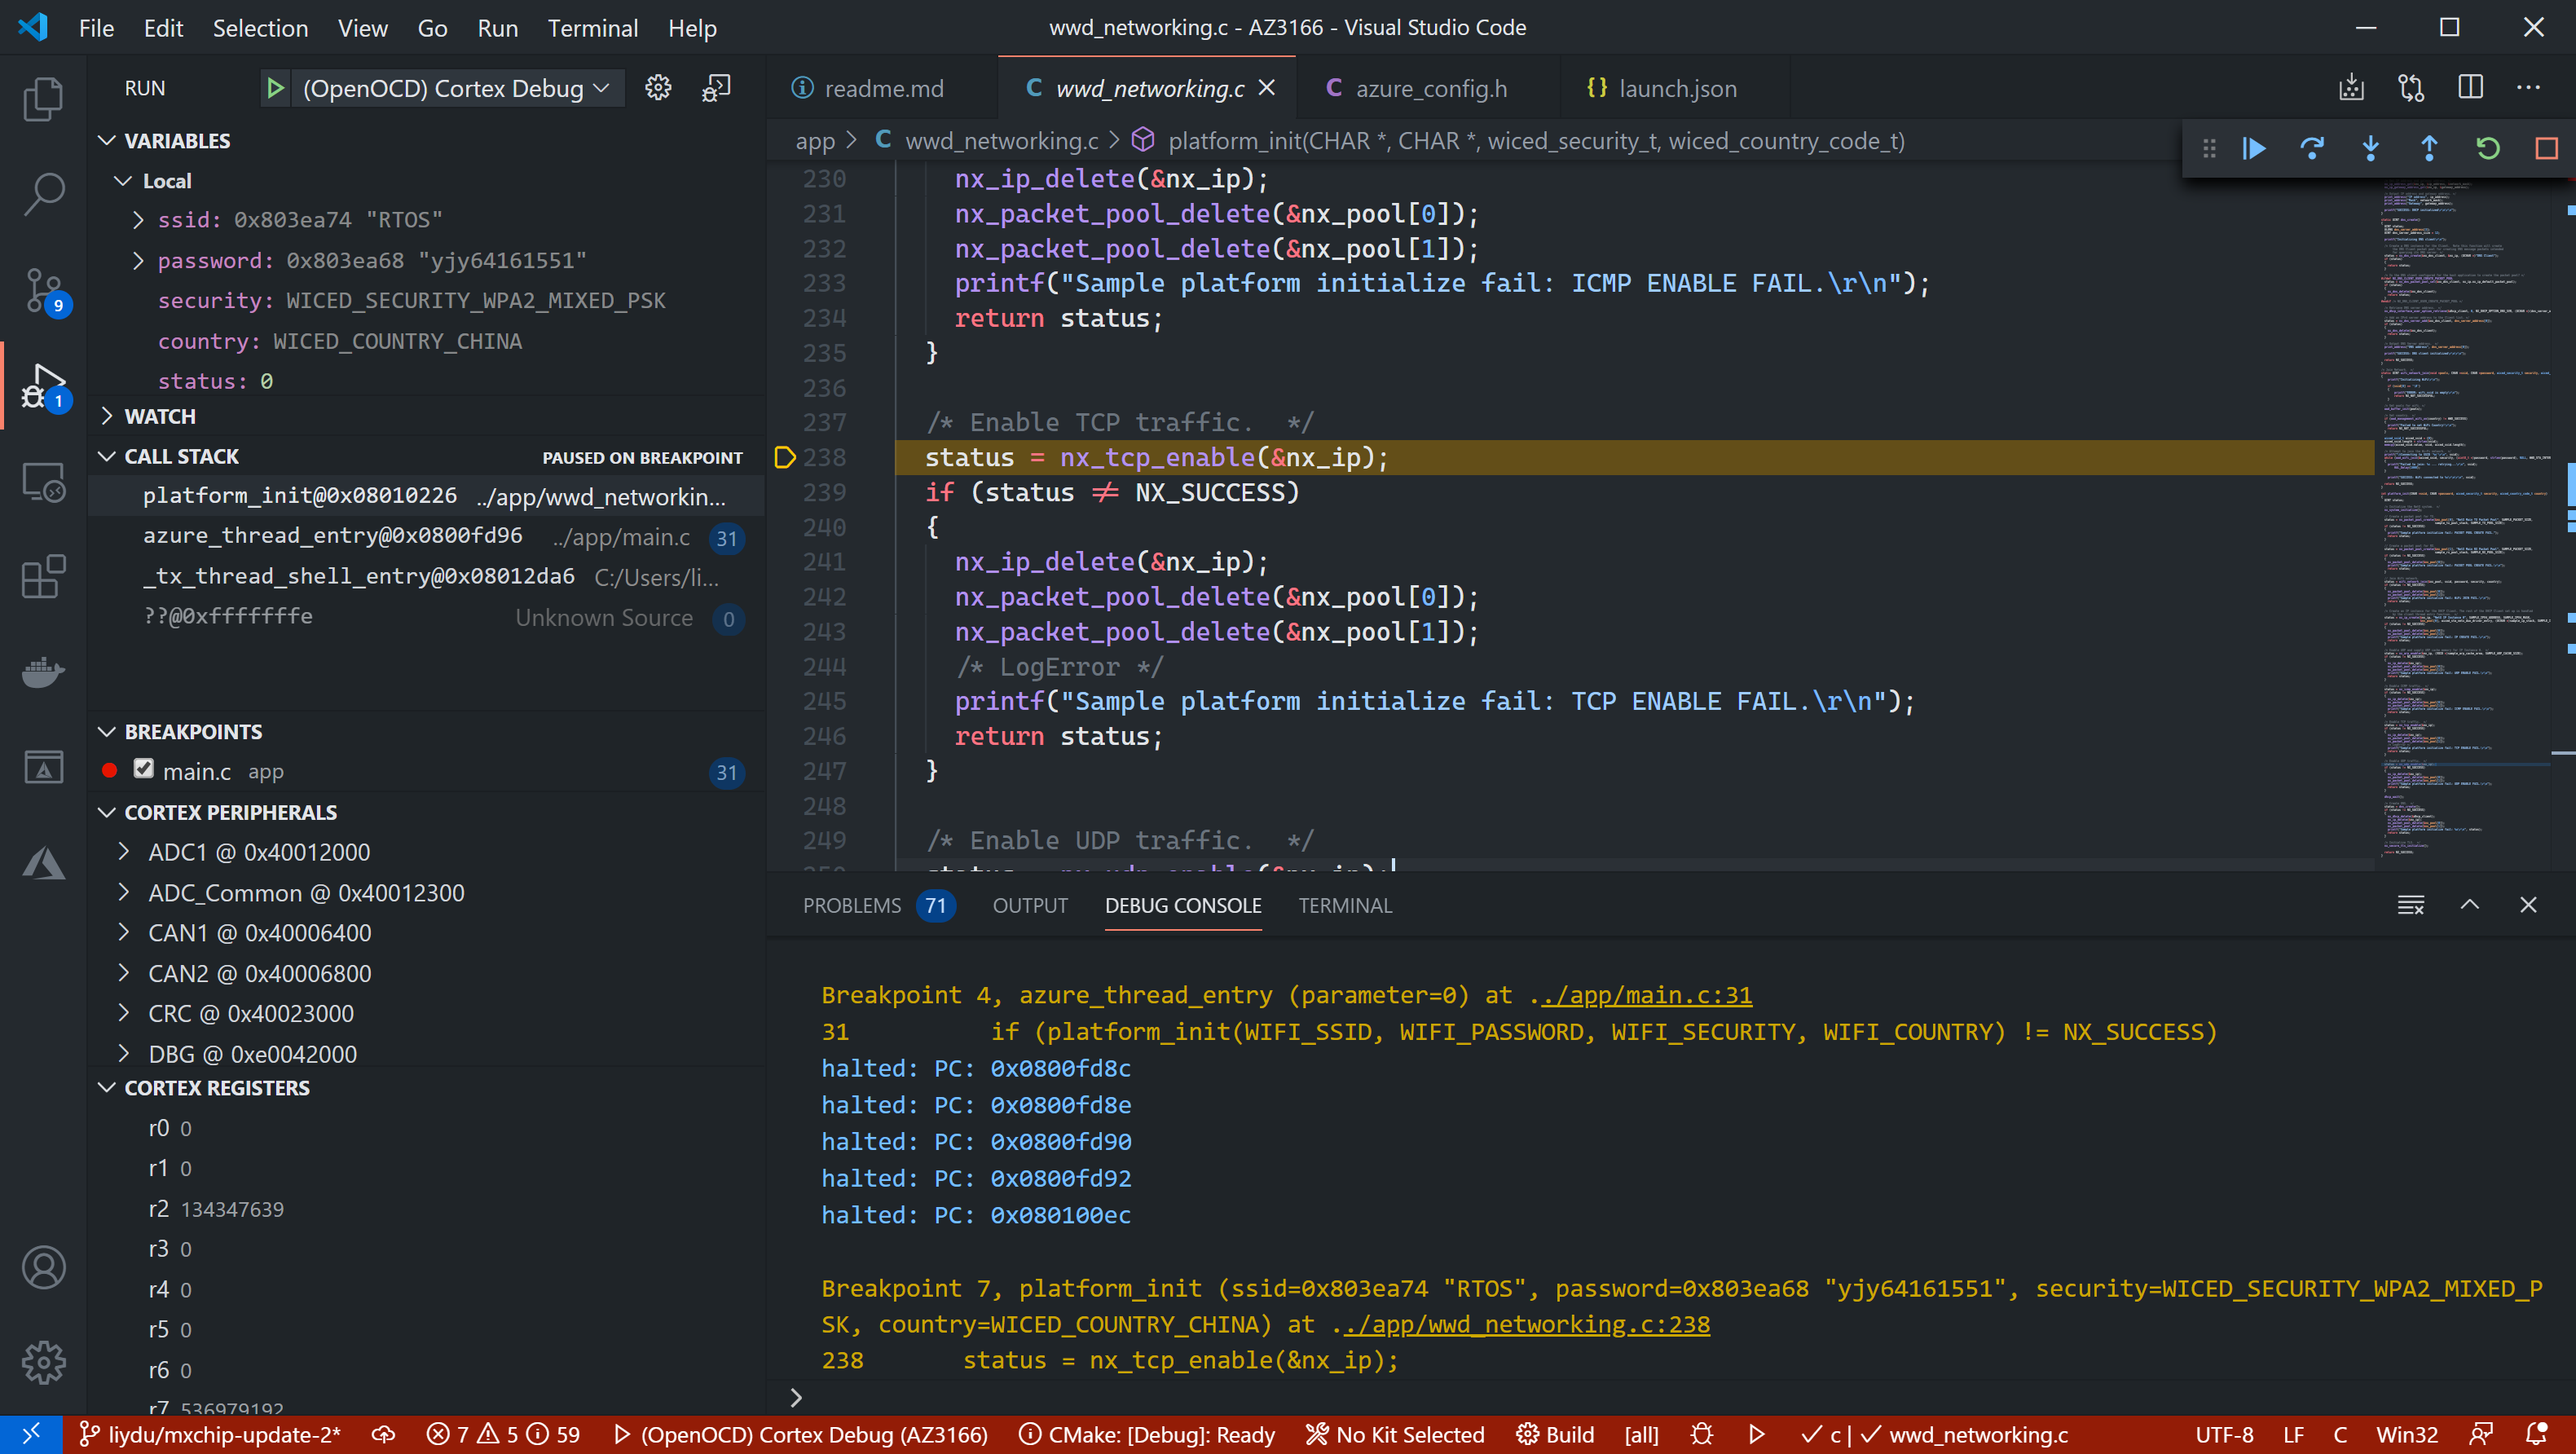 File Edit Selection View Go Run Terminal Help
wwd_networking.c - AZ3166 - Visual Studio Code
RUN
(OpenOCD) Cortex Debug
VARIABLES
Local
ssid: 0x803ea74 "RTOS"
password: 0x803ea68 "yjy64161551"
security: WICED_SECURITY_WPA2_MIXED_PSK
country: WICED_COUNTRY_CHINA
status: 0
WATCH
CALL STACK PAUSED ON BREAKPOINT
platform_init@0x08010226 ../app/wwd_networkin...
azure_thread_entry@0x0800fd96 ../app/main.c 31
_tx_thread_shell_entry@0x08012da6 C:/Users/li...
??@0xfffffffe Unknown Source 0
BREAKPOINTS
main.c app 31
CORTEX PERIPHERALS
ADC1 @ 0x40012000
ADC_Common @ 0x40012300
CAN1 @ 0x40006400
CAN2 @ 0x40006800
CRC @ 0x40023000
DBG @ 0xe0042000
CORTEX REGISTERS
r0 0
r1 0
r2 134347639
r3 0
r4 0
r5 0
r6 0
r7 536979192
9
1
readme.md
wwd_networking.c
azure_config.h
launch.json
app > C wwd_networking.c > platform_init(CHAR *, CHAR *, wiced_security_t, wiced_country_code_t)
230 nx_ip_delete(&nx_ip);
231 nx_packet_pool_delete(&nx_pool[0]);
232 nx_packet_pool_delete(&nx_pool[1]);
233 printf("Sample platform initialize fail: ICMP ENABLE FAIL.\r\n");
234 return status;
235 }
236
237 /* Enable TCP traffic.  */
238 status = nx_tcp_enable(&nx_ip);
239 if (status ≠ NX_SUCCESS)
240 {
241 nx_ip_delete(&nx_ip);
242 nx_packet_pool_delete(&nx_pool[0]);
243 nx_packet_pool_delete(&nx_pool[1]);
244 /* LogError */
245 printf("Sample platform initialize fail: TCP ENABLE FAIL.\r\n");
246 return status;
247 }
248
249 /* Enable UDP traffic.  */
250 status = nx_udp_enable(&nx_ip);
PROBLEMS 71 OUTPUT DEBUG CONSOLE TERMINAL
Breakpoint 4, azure_thread_entry (parameter=0) at ../app/main.c:31
31 if (platform_init(WIFI_SSID, WIFI_PASSWORD, WIFI_SECURITY, WIFI_COUNTRY) != NX_SUCCESS)
halted: PC: 0x0800fd8c
halted: PC: 0x0800fd8e
halted: PC: 0x0800fd90
halted: PC: 0x0800fd92
halted: PC: 0x080100ec
Breakpoint 7, platform_init (ssid=0x803ea74 "RTOS", password=0x803ea68 "yjy64161551", security=WICED_SECURITY_WPA2_MIXED_P
SK, country=WICED_COUNTRY_CHINA) at ../app/wwd_networking.c:238
238 status = nx_tcp_enable(&nx_ip);
>
liydu/mxchip-update-2* 7 5 59 (OpenOCD) Cortex Debug (AZ3166) CMake: [Debug]: Ready No Kit Selected Build [all] c | wwd_networking.c UTF-8 LF C Win32